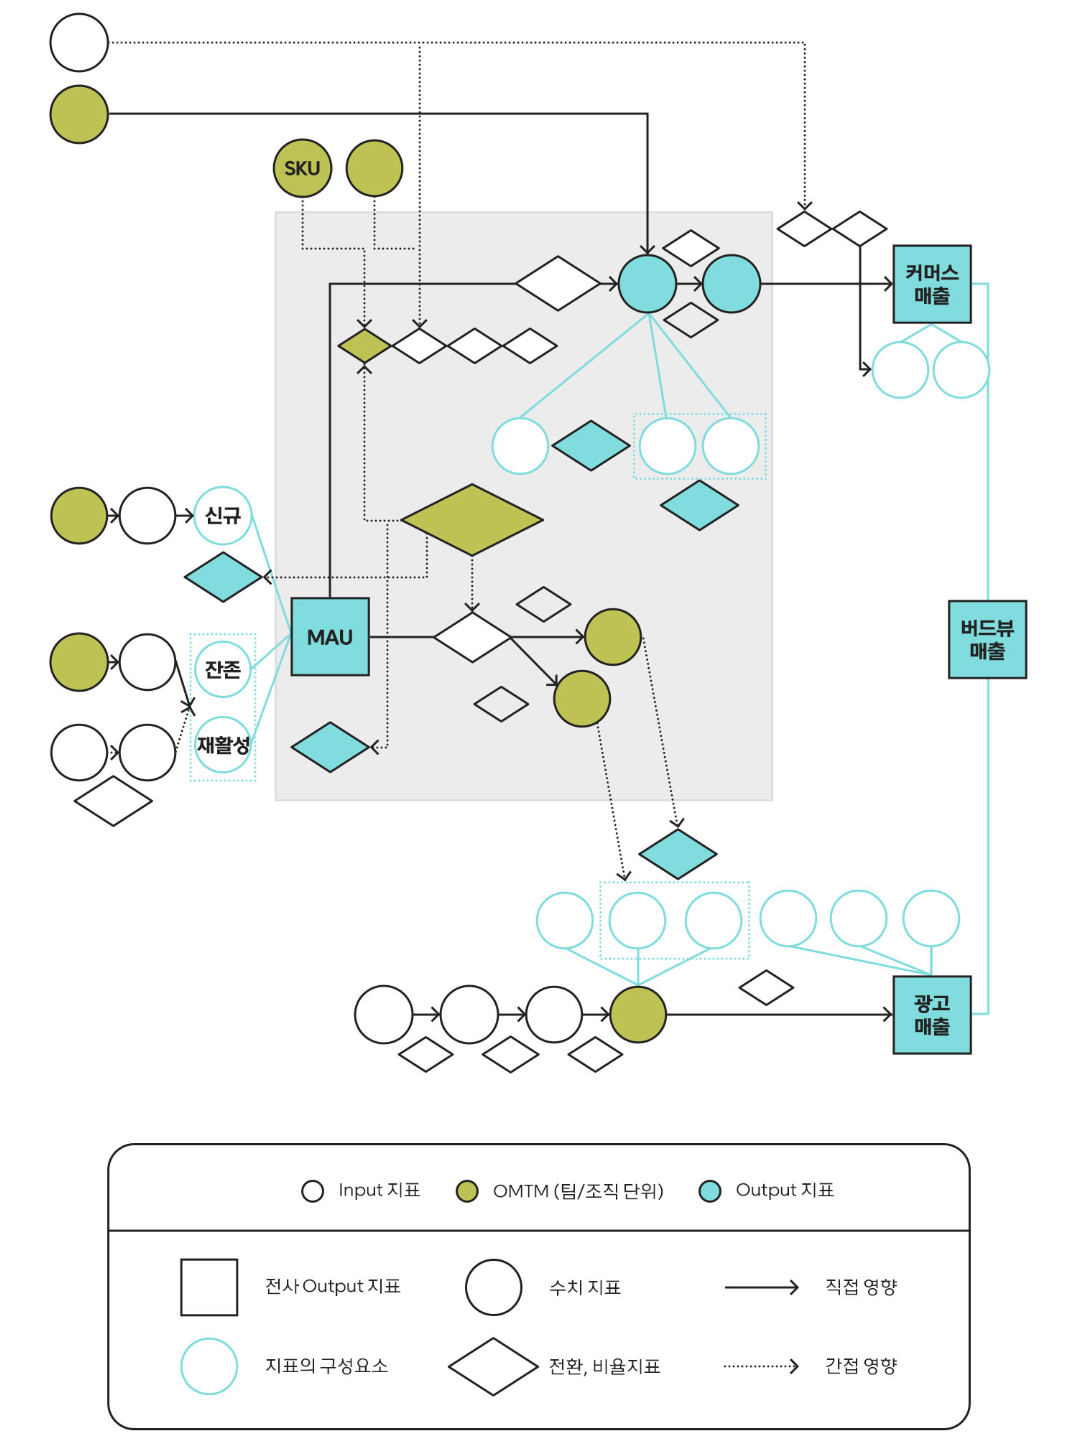 SKU
커머스
매출
신규
MAU
버드뷰
매출
잔존
재활성
광고
매출
Input 지표
OMTM (팀/조직 단위)
Output 지표
전사 Output 지표
수치 지표
직접 영향
지표의 구성요소
전환, 비율지표
간접 영향